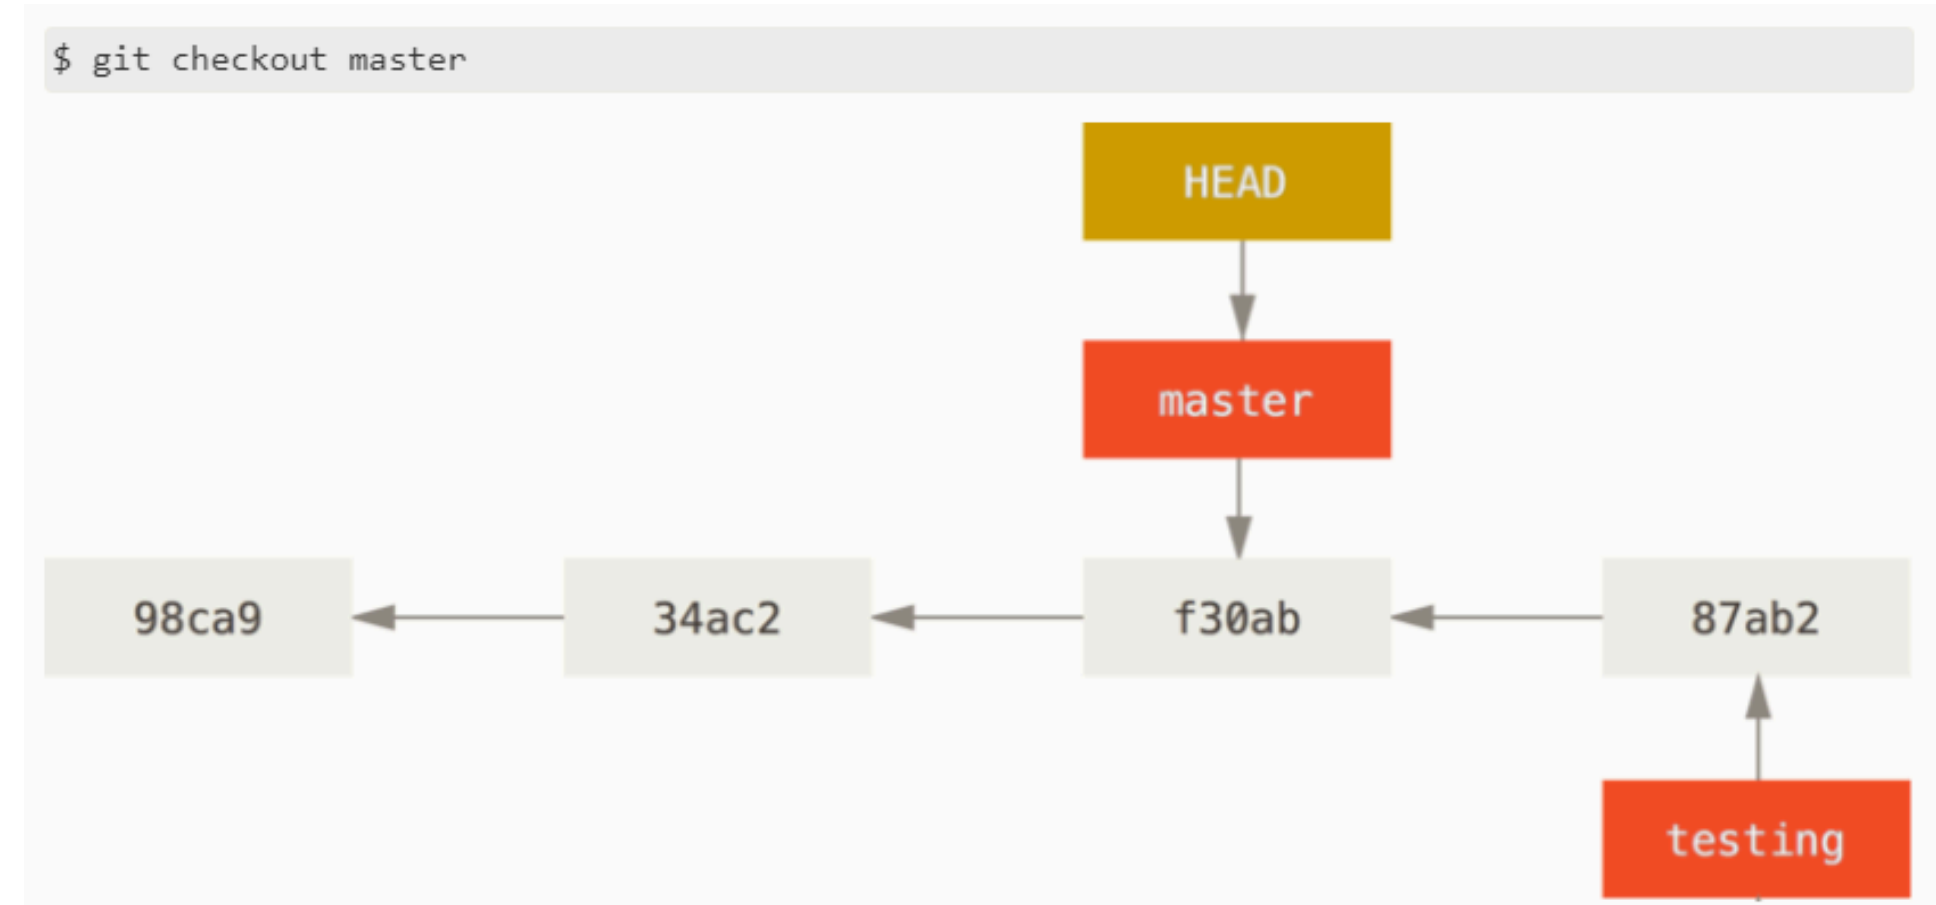 $ git checkout master
HEAD
master
98ca9 34ac2 f30ab 87ab2
testing